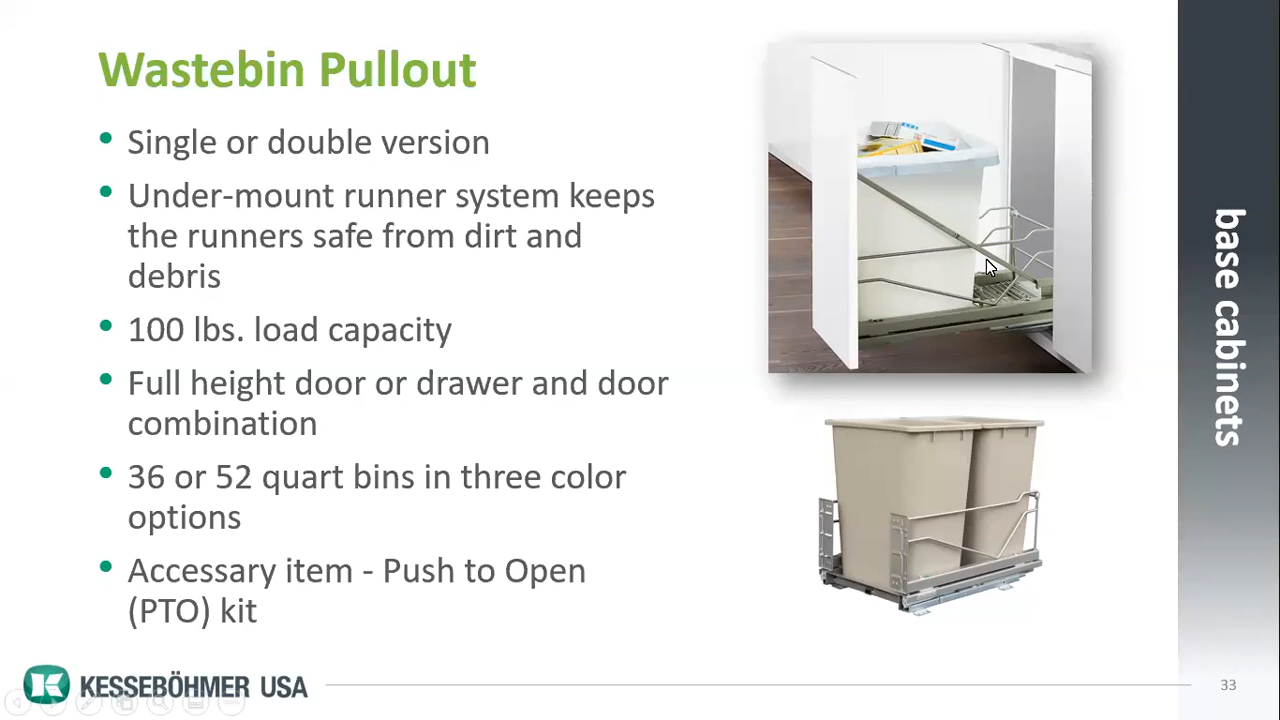 Wastebin Pullout
• Single or double version
• Under-mount runner system keeps
the runners safe from dirt and
debris
• 100 lbs. load capacity
• Full height door or drawer and door
combination
• 36 or 52 quart bins in three color
options
• Accessary item - Push to Open
(PTO) kit
base cabinets
KESSEBÖHMER USA
33